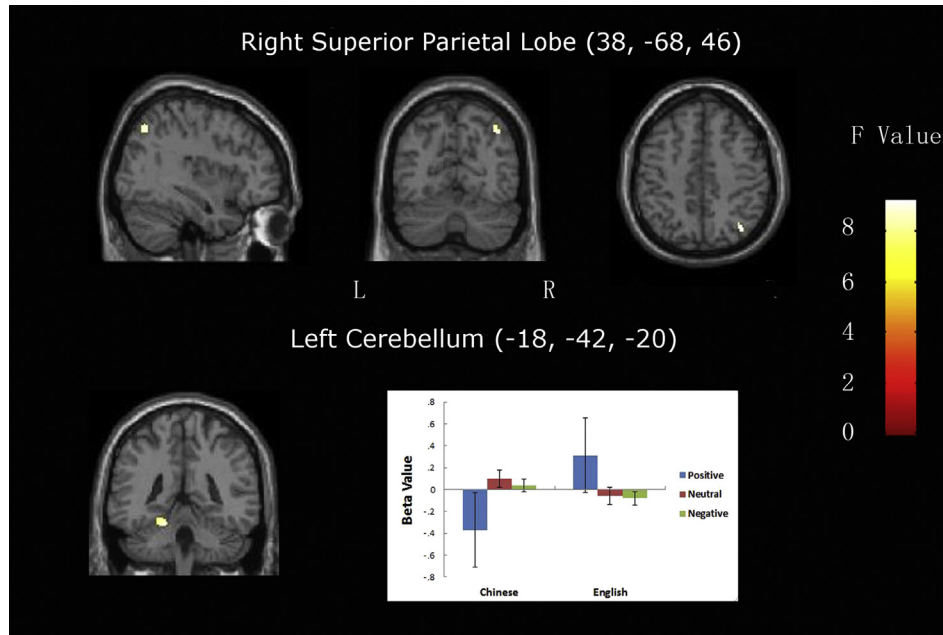 Right Superior Parietal Lobe (38, -68, 46)
F Value
8
6
4
2
0
L R
Left Cerebellum (-18, -42, -20)
Beta Value
.8
.6
.4
.2
0
-.2
-.4
-.6
-.8
Chinese English
Positive
Neutral
Negative